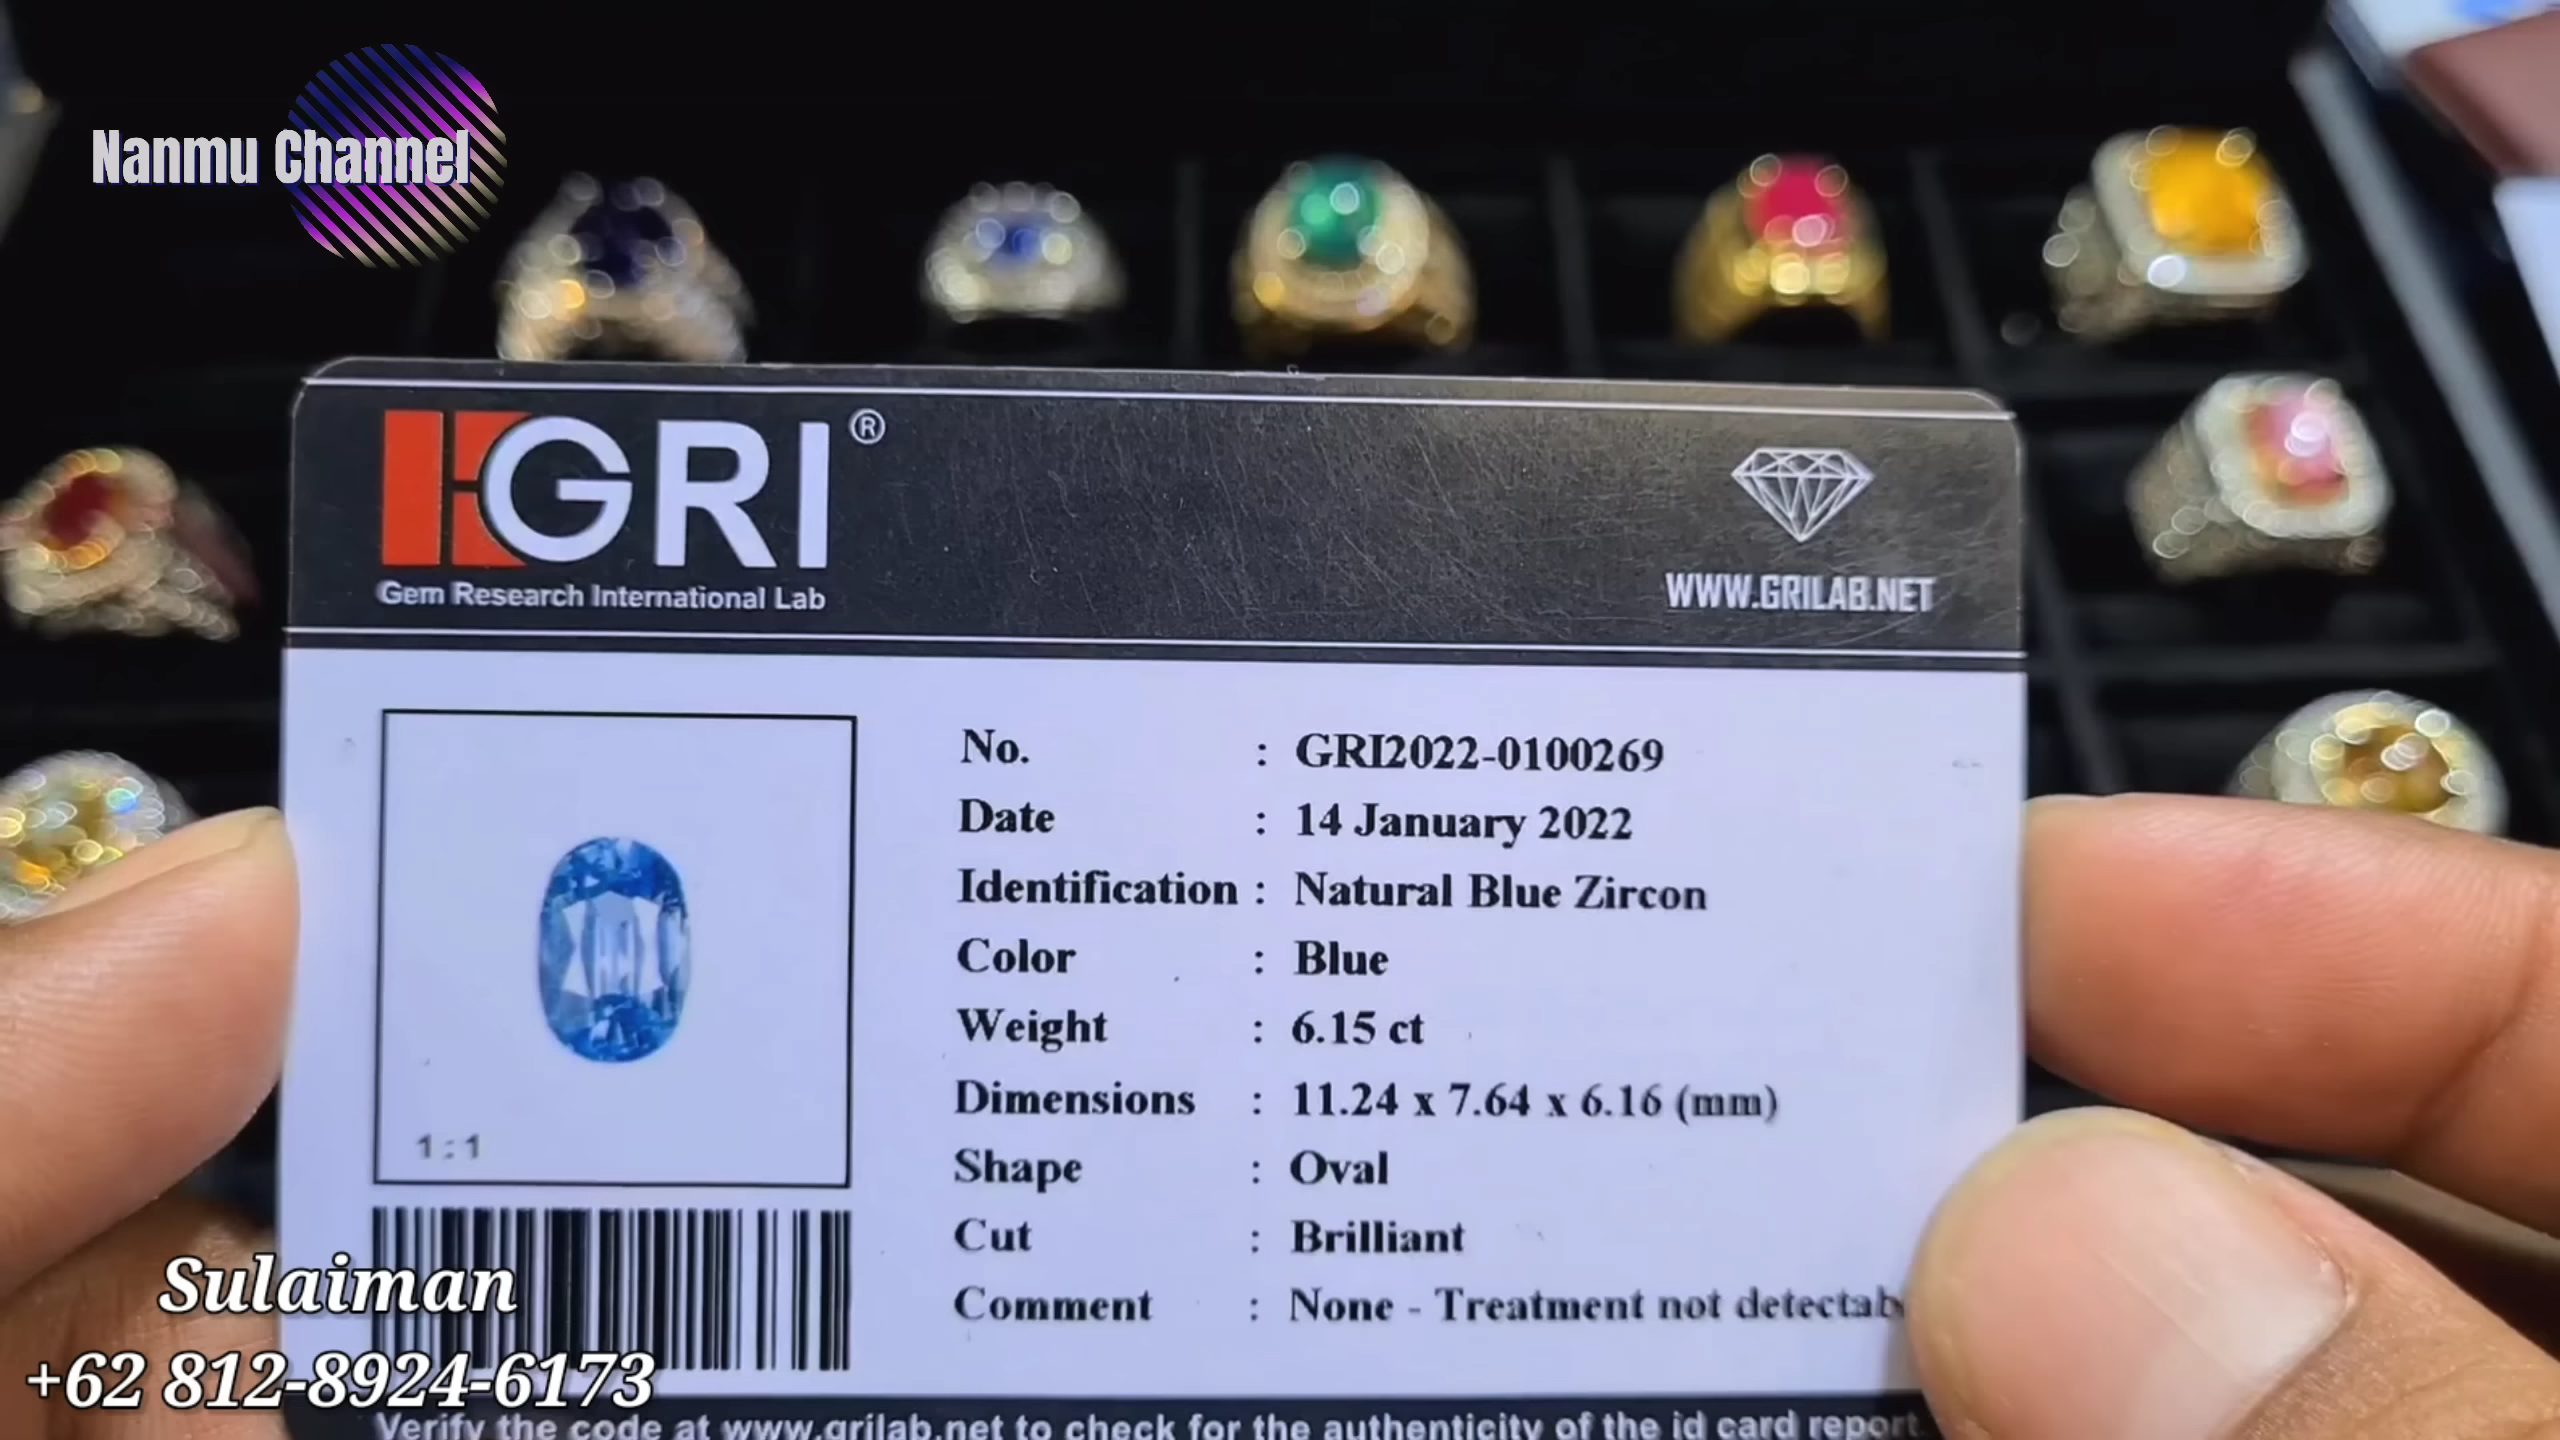 Nanmu Channel
GRI®
Gem Research International Lab
WWW.GRILAB.NET
No. : GRI2022-0100269
Date : 14 January 2022
Identification : Natural Blue Zircon
Color : Blue
Weight : 6.15 ct
Dimensions : 11.24 x 7.64 x 6.16 (mm)
Shape : Oval
Cut : Brilliant
Comment : None - Treatment not
1:1
Sulaiman
+62 812-8924-6173
Verify the code at www.grilab.net to check for the authenticity of the id card report.